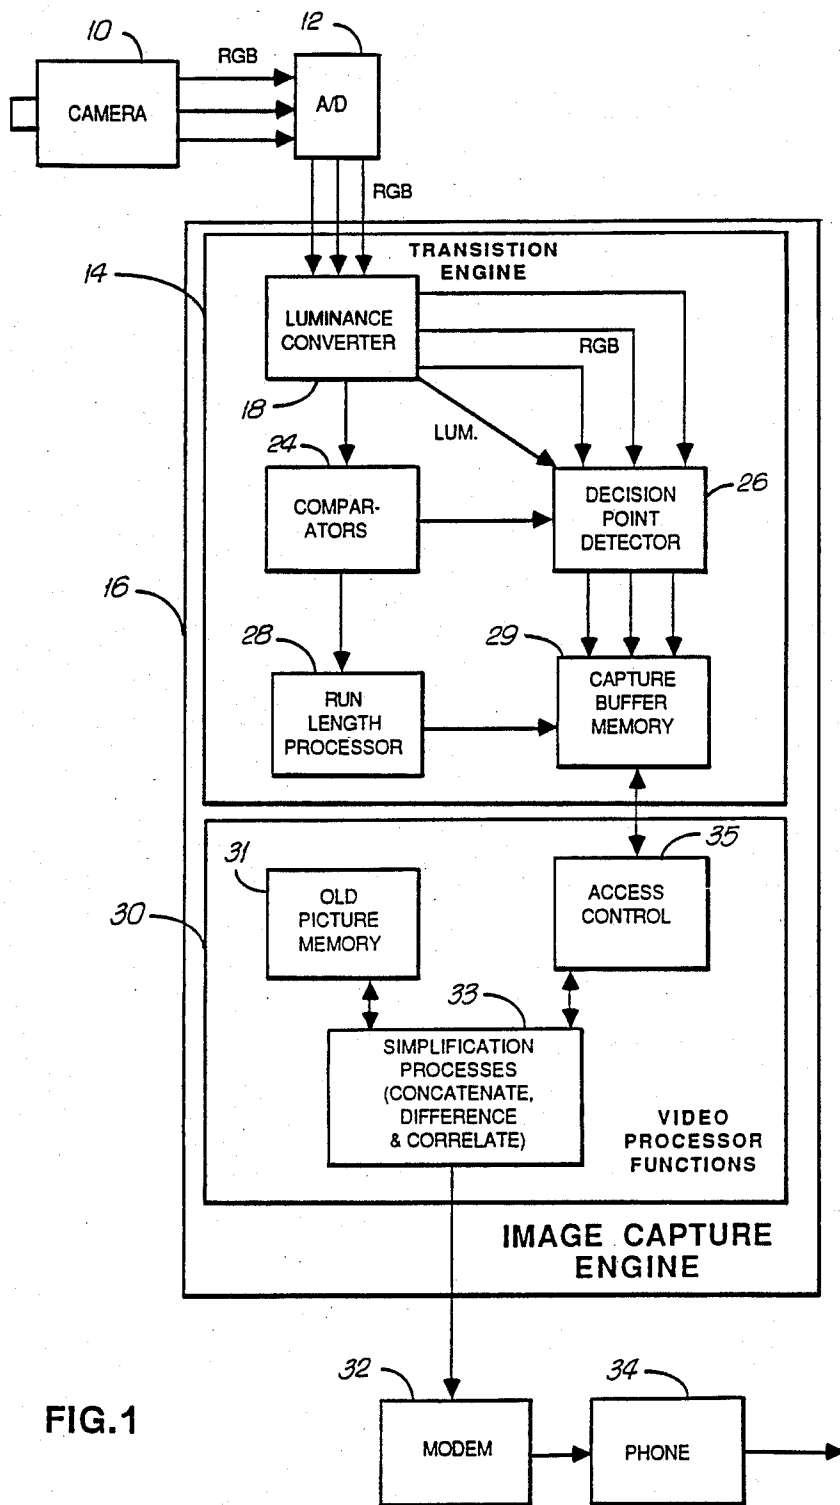 10
12
RGB
CAMERA
A/D
RGB
TRANSISTION
ENGINE
14
LUMINANCE
CONVERTER
RGB
18
LUM.
24
26
COMPAR-
ATORS
DECISION
POINT
DETECTOR
16
28
29
RUN
LENGTH
PROCESSOR
CAPTURE
BUFFER
MEMORY
31
35
OLD
PICTURE
MEMORY
ACCESS
CONTROL
30
33
SIMPLIFICATION
PROCESSES
(CONCATENATE,
DIFFERENCE
& CORRELATE)
VIDEO
PROCESSOR
FUNCTIONS
IMAGE CAPTURE
ENGINE
32
34
FIG.1
MODEM
PHONE